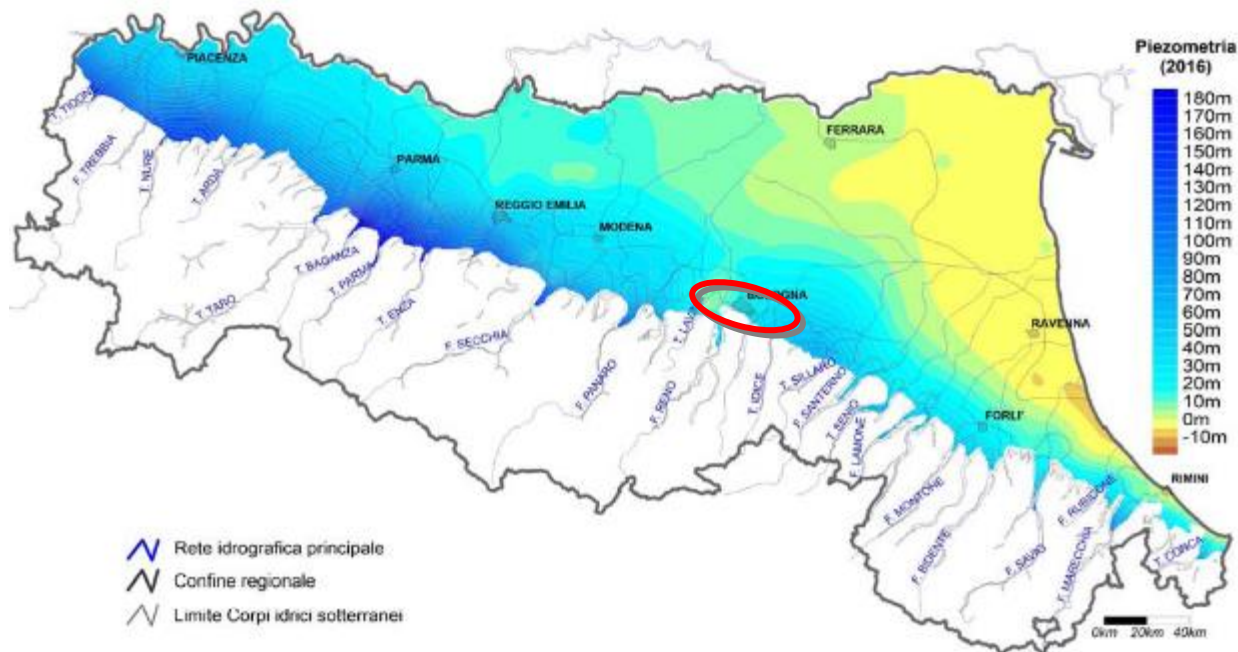 Piezometria
(2016)
180m
170m
160m
150m
140m
130m
120m
110m
100m
90m
80m
70m
60m
50m
40m
30m
20m
10m
0m
-10m
PIACENZA
PARMA
REGGIO EMILIA
MODENA
FERRARA
RAVENNA
FORLI'
RIMINI
T. TIDONE
F. TREBBIA
T. NURE
T. ARDA
T. TARO
T. BAGANZA
T. PARMA
T. ENZA
F. SECCHIA
F. PANARO
F. RENO
T. IDICE
T. SILLARO
F. SANTERNO
T. SENIO
F. LAMONE
F. MONTONE
F. BIDENTE
F. SAVIO
F. RUBICONE
F. MARECCHIA
T. CONCA
Rete idrografica principale
Confine regionale
Limite Corpi idrici sotterranei
0km 20km 40km